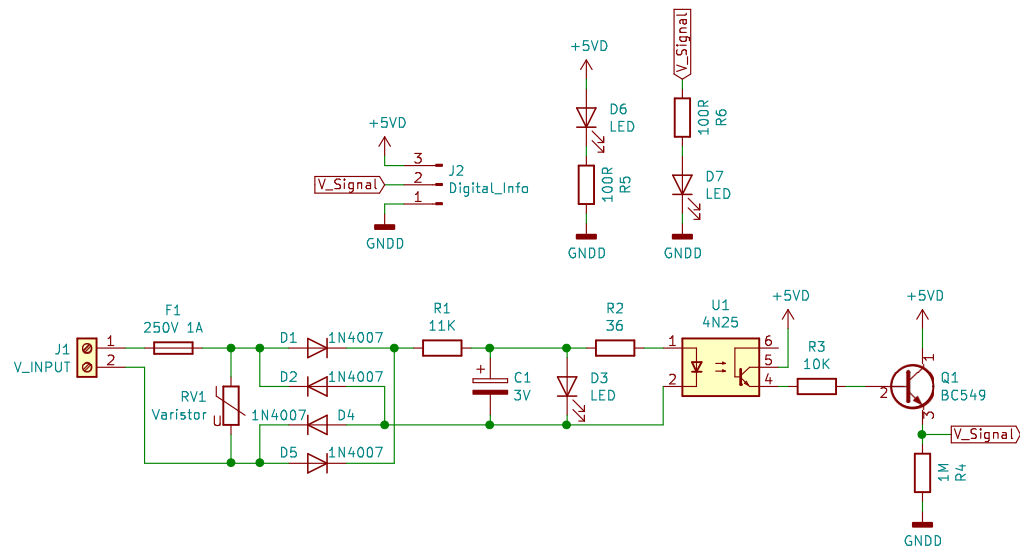 V_Signal
+5VD
D6
LED
100R
R6
+5VD
3
J2
V_Signal
2
Digital_Info
1
100R
R5
D7
LED
GNDD
GNDD
GNDD
F1
250V 1A
J1
V_INPUT
1
2
RV1
Varistor
U
D1
1N4007
D2
1N4007
1N4007
D4
D5
1N4007
R1
11K
+
C1
3V
D3
LED
R2
36
U1
4N25
1
2
6
5
4
+5VD
R3
10K
+5VD
1
2
3
Q1
BC549
V_Signal
1M
R4
GNDD